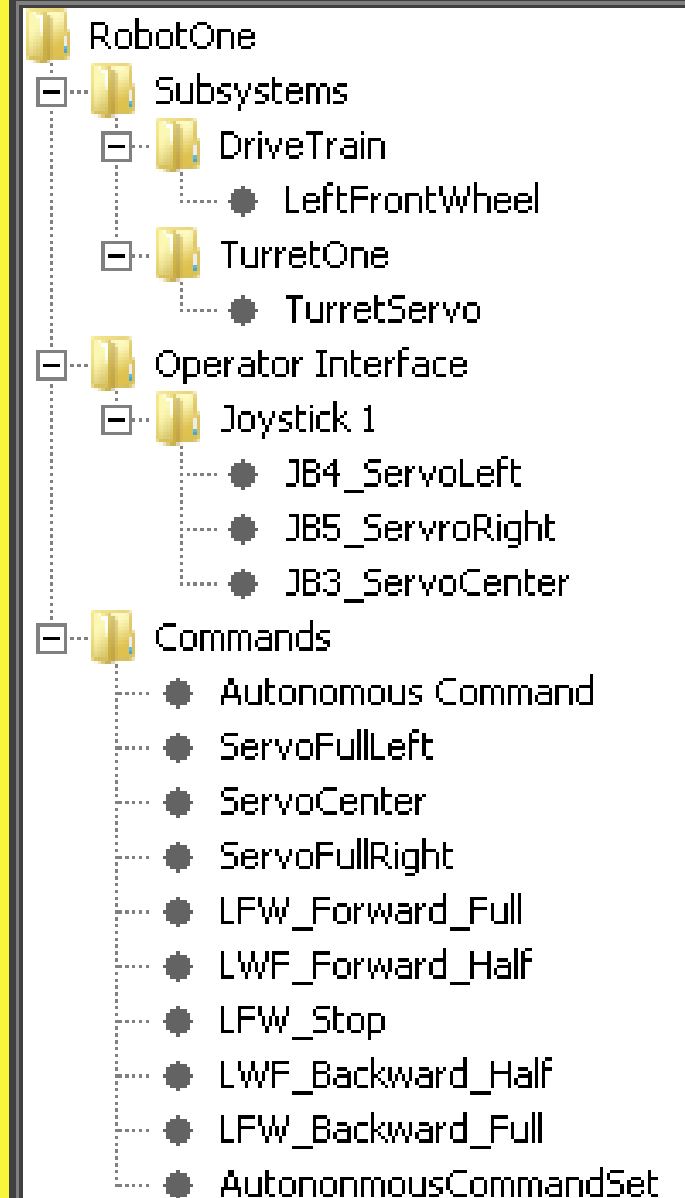 RobotOne
Subsystems
DriveTrain
LeftFrontWheel
TurretOne
TurretServo
Operator Interface
Joystick 1
JB4_ServoLeft
JB5_ServroRight
JB3_ServoCenter
Commands
Autonomous Command
ServoFullLeft
ServoCenter
ServoFullRight
LFW_Forward_Full
LWF_Forward_Half
LFW_Stop
LWF_Backward_Half
LFW_Backward_Full
AutononmousCommandSet